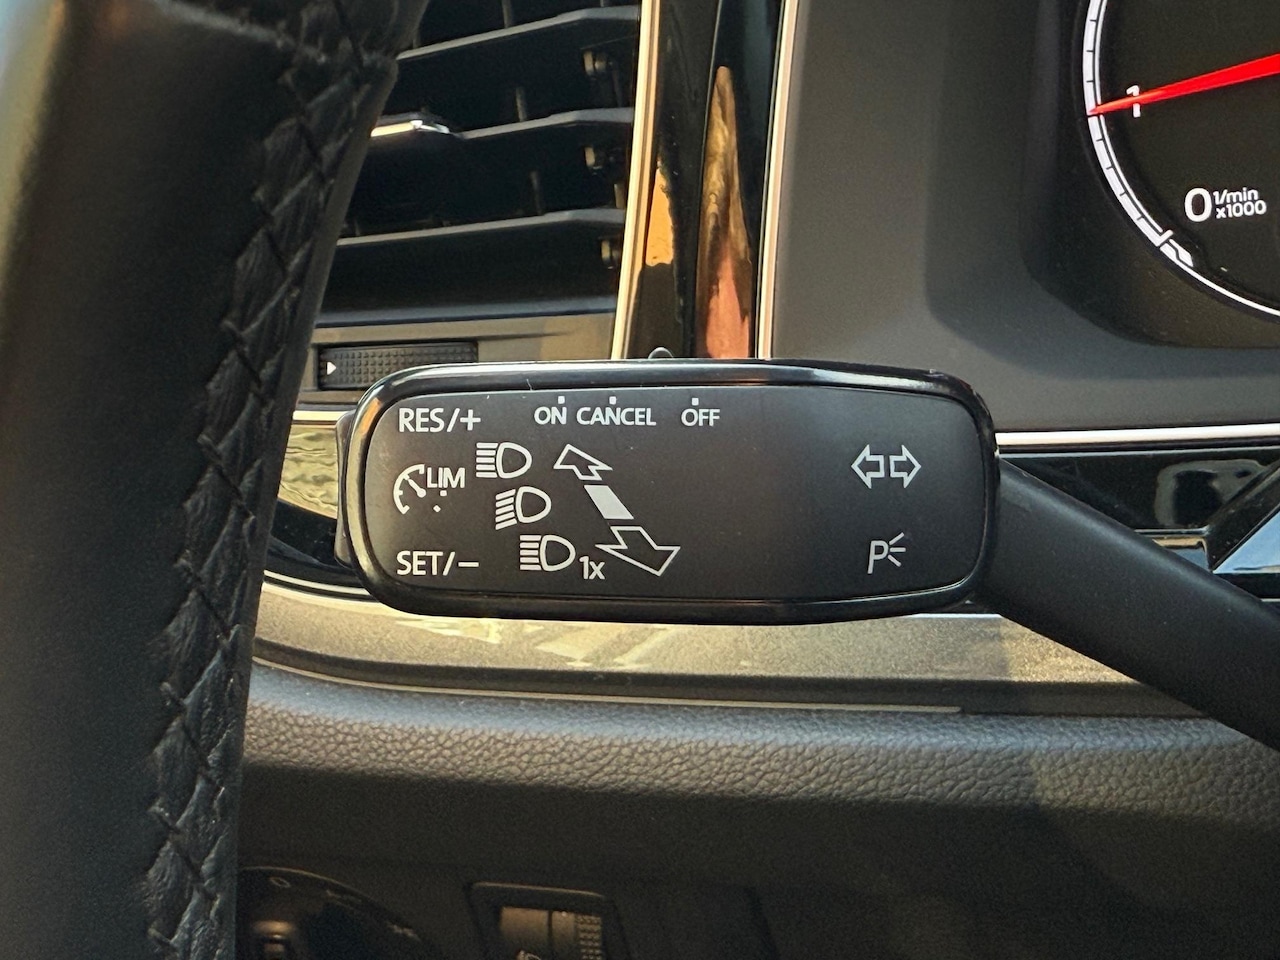 1
0 1/min
x1000
RES/+ ON CANCEL OFF
LIM
SET/−
1x
P